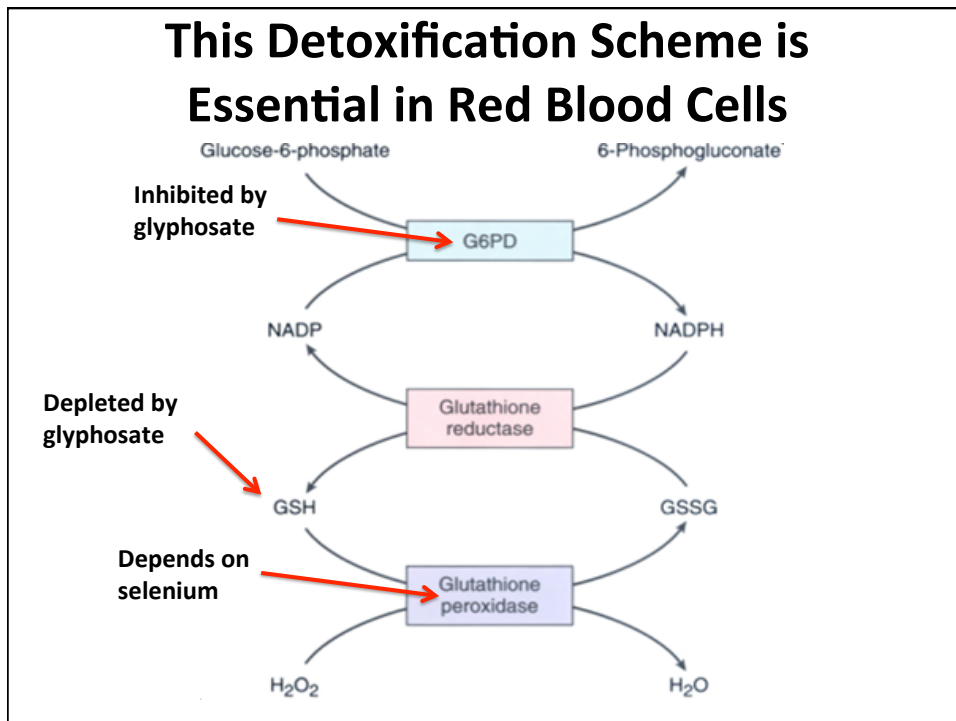 This Detoxification Scheme is
Essential in Red Blood Cells
Glucose-6-phosphate
6-Phosphogluconate
Inhibited by
glyphosate
G6PD
NADP
NADPH
Depleted by
glyphosate
Glutathione
reductase
GSH
GSSG
Depends on
selenium
Glutathione
peroxidase
H₂O₂
H₂O